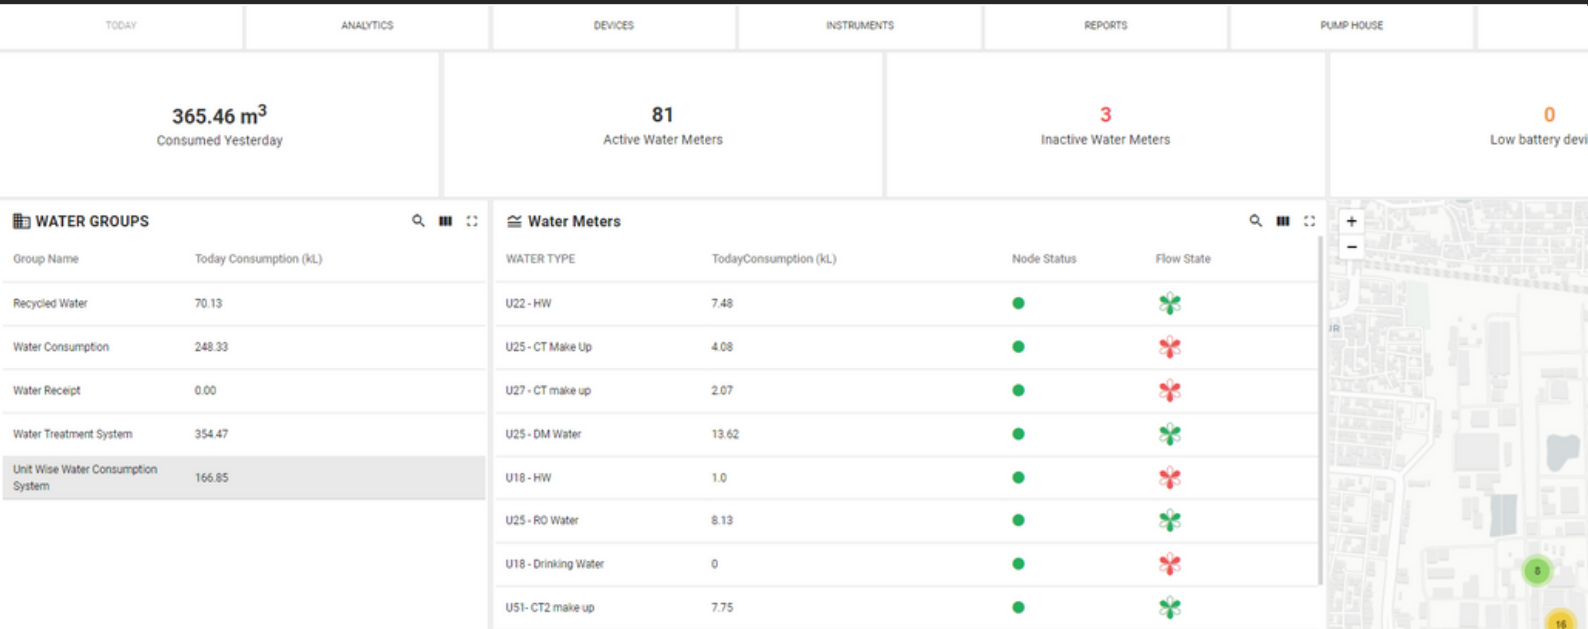 TODAY ANALYTICS DEVICES INSTRUMENTS REPORTS PUMP HOUSE
365.46 m³ 81 3 0
Consumed Yesterday Active Water Meters Inactive Water Meters Low battery devi
WATER GROUPS
Group Name Today Consumption (kL)
Recycled Water 70.13
Water Consumption 248.33
Water Receipt 0.00
Water Treatment System 354.47
Unit Wise Water Consumption
System 166.85
Water Meters
WATER TYPE TodayConsumption (kL) Node Status Flow State
U22 - HW 7.48
U25 - CT Make Up 4.08
U27 - CT make up 2.07
U25 - DM Water 13.62
U18 - HW 1.0
U25 - RO Water 8.13
U18 - Drinking Water 0
U51- CT2 make up 7.75
+
−
UR
8
16